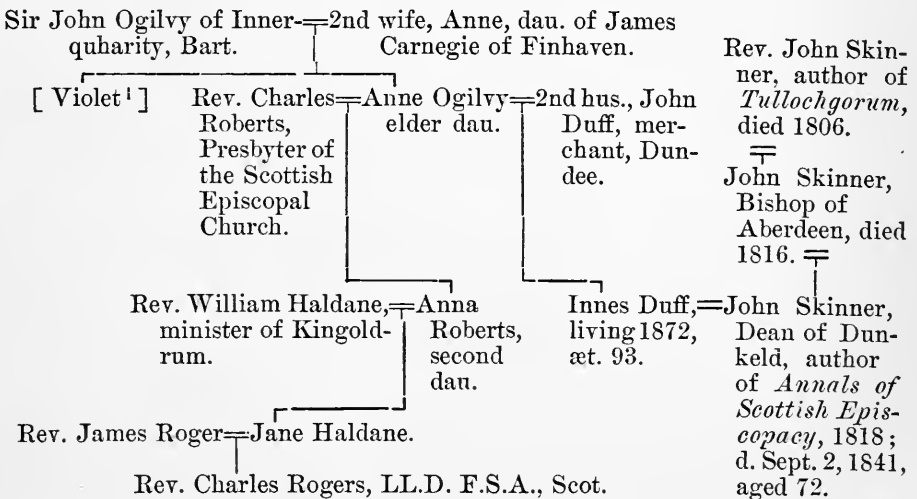 Sir John Ogilvy of Inner-
quharity, Bart.
2nd wife, Anne, dau. of James
Carnegie of Finhaven.
Rev. John Skin-
ner, author of
Tullochgorum,
died 1806.
[ Violet¹ ]
Rev. Charles
Roberts,
Presbyter of
the Scottish
Episcopal
Church.
Anne Ogilvy
elder dau.
2nd hus., John
Duff, mer-
chant, Dun-
dee.
John Skinner,
Bishop of
Aberdeen, died
1816.
Rev. William Haldane,
minister of Kingold-
rum.
Anna
Roberts,
second
dau.
Innes Duff,
living 1872,
æt. 93.
John Skinner,
Dean of Dun-
keld, author
of Annals of
Scottish Epis-
copacy, 1818;
d. Sept. 2, 1841,
aged 72.
Rev. James Roger
Jane Haldane.
Rev. Charles Rogers, LL.D. F.S.A., Scot.